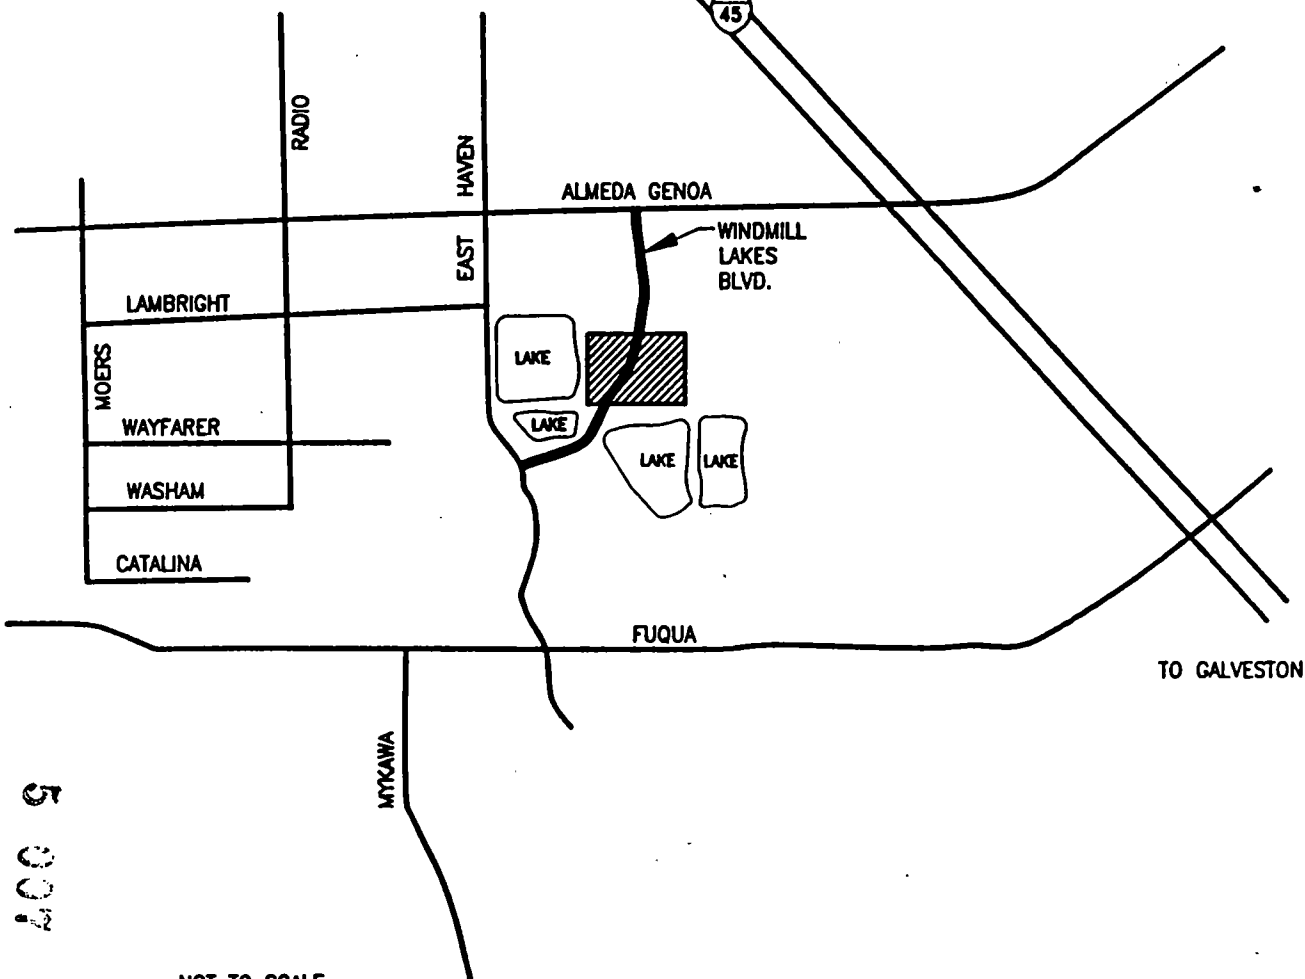 45
RADIO
EAST HAVEN
ALMEDA GENOA
WINDMILL
LAKES
BLVD.
LAMBRIGHT
MOERS
LAKE
LAKE
WAYFARER
LAKE
LAKE
WASHAM
CATALINA
FUQUA
TO GALVESTON
MYKAWA
NOT TO SCALE